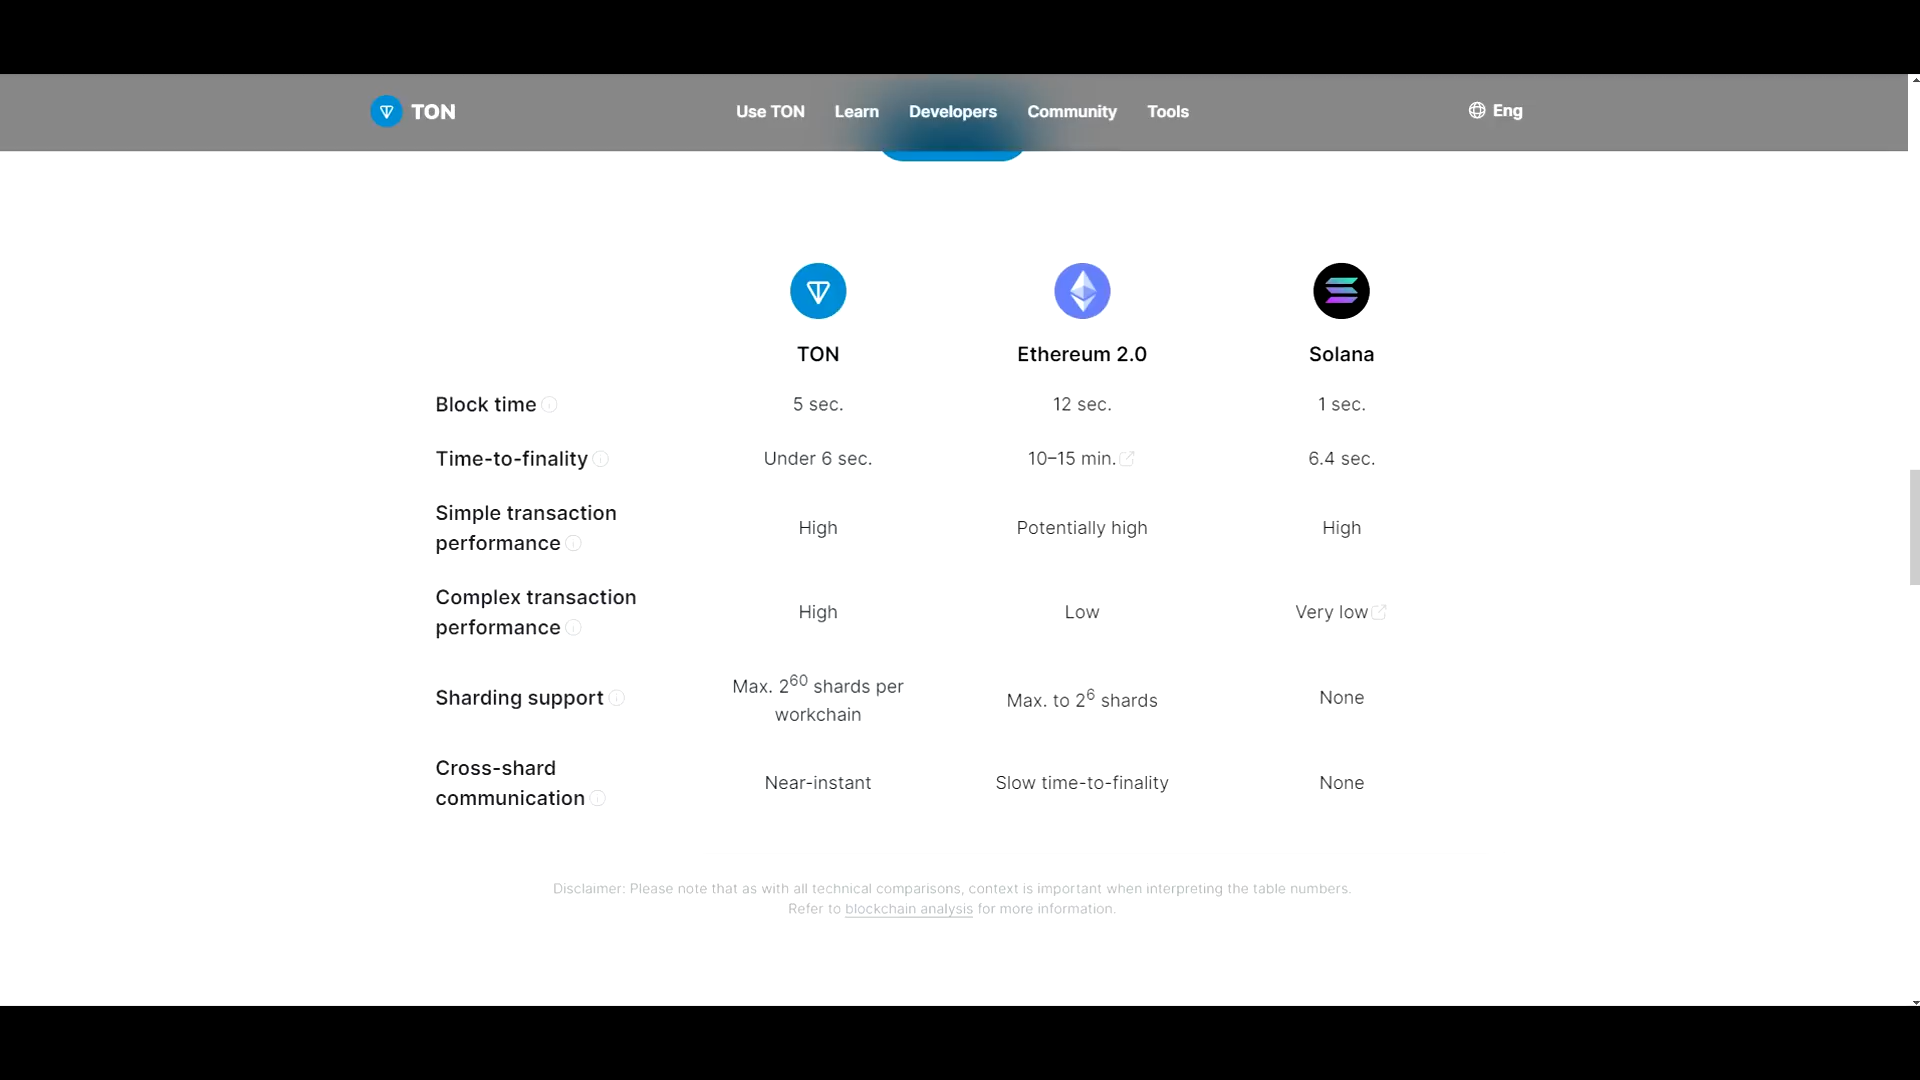 TON
Use TON Learn Developers Community Tools
Eng
TON Ethereum 2.0 Solana
Block time 5 sec. 12 sec. 1 sec.
Time-to-finality Under 6 sec. 10–15 min. 6.4 sec.
Simple transaction
performance High Potentially high High
Complex transaction
performance High Low Very low
Sharding support Max. 2⁶⁰ shards per
workchain Max. to 2⁶ shards None
Cross-shard
communication Near-instant Slow time-to-finality None
Disclaimer: Please note that as with all technical comparisons, context is important when interpreting the table numbers.
Refer to blockchain analysis for more information.